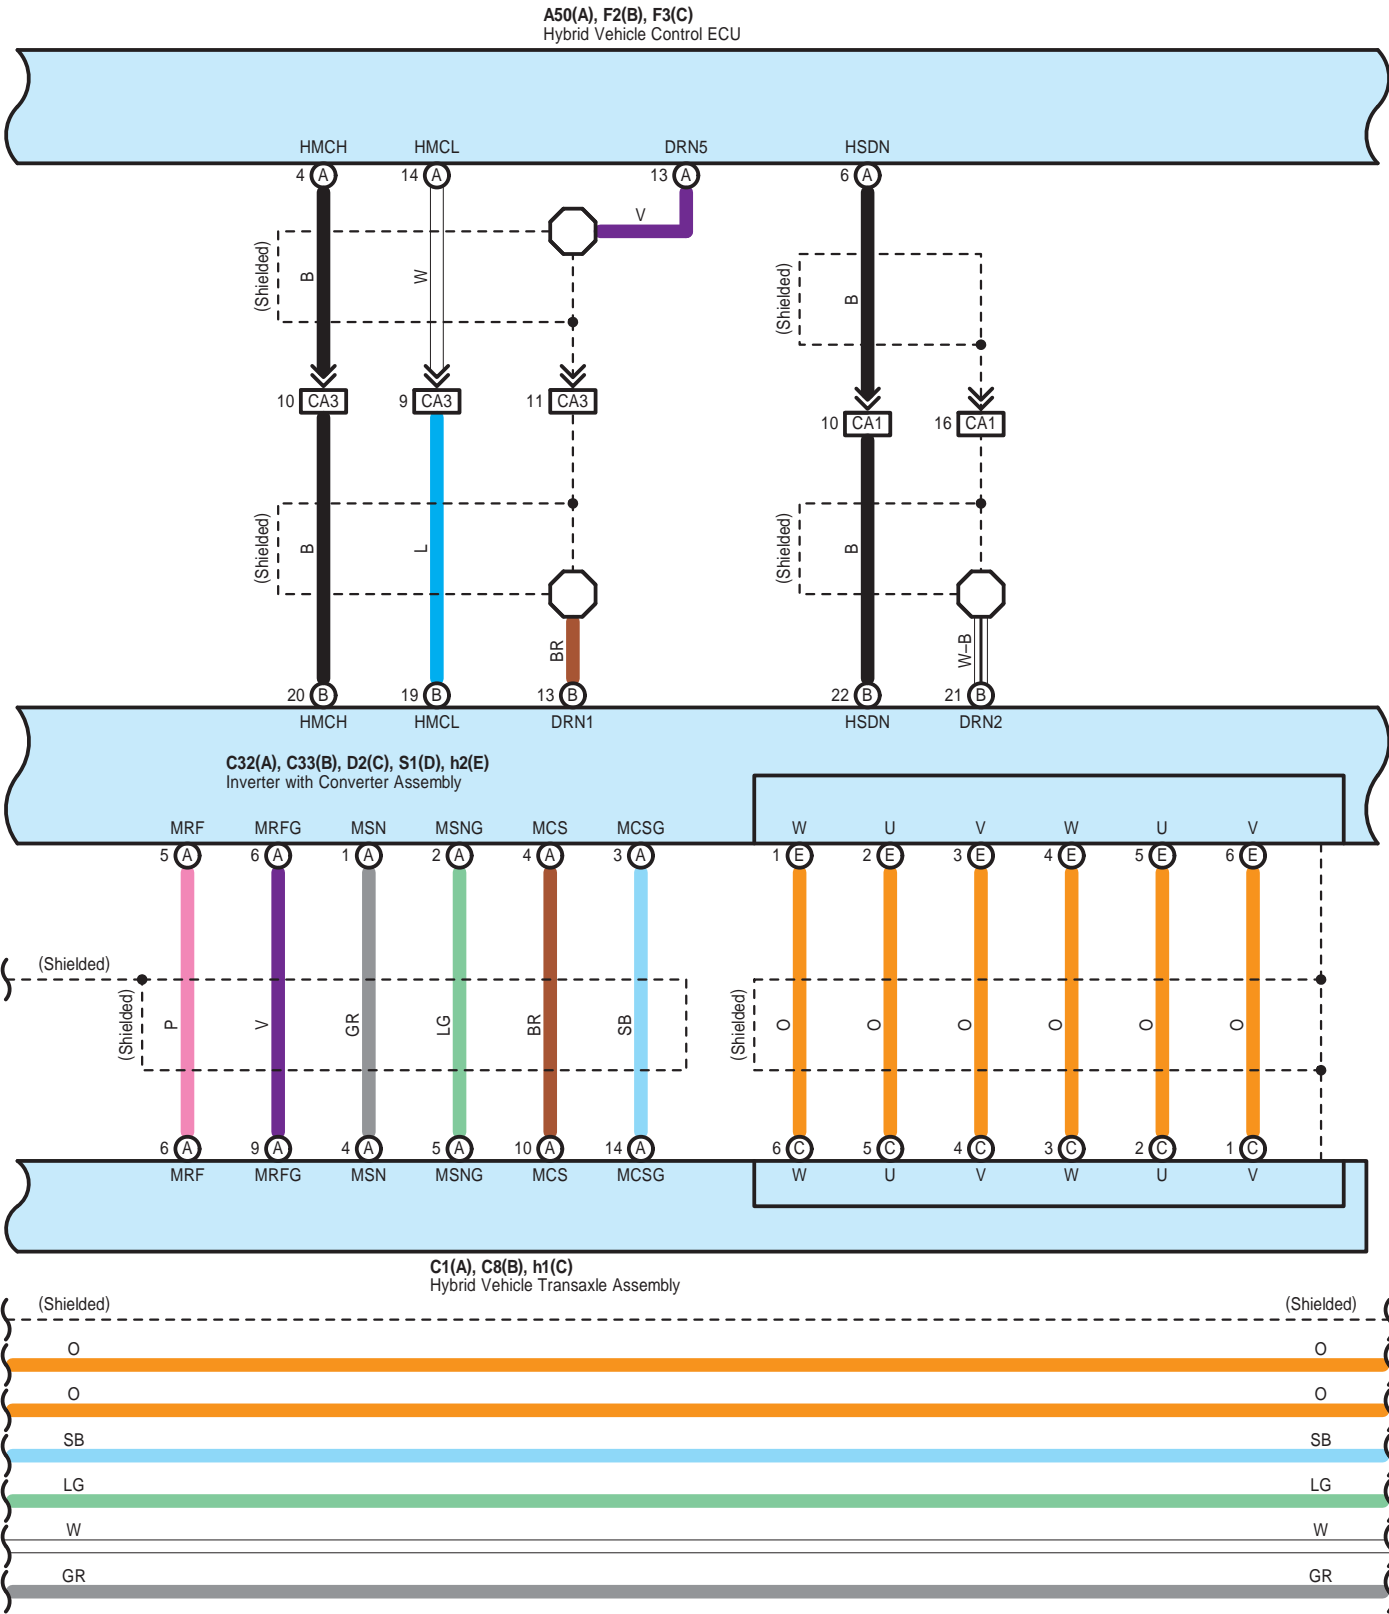 A50(A), F2(B), F3(C)
Hybrid Vehicle Control ECU
HMCH HMCL DRN5 HSDN
4 A 14 A 13 A 6 A
V
(Shielded) B W (Shielded) B
10 CA3 9 CA3 11 CA3 10 CA1 16 CA1
(Shielded) B L (Shielded) B
BR W–B
20 B 19 B 13 B 22 B 21 B
HMCH HMCL DRN1 HSDN DRN2
C32(A), C33(B), D2(C), S1(D), h2(E)
Inverter with Converter Assembly
MRF MRFG MSN MSNG MCS MCSG W U V W U V
5 A 6 A 1 A 2 A 4 A 3 A 1 E 2 E 3 E 4 E 5 E 6 E
(Shielded)
(Shielded) P V GR LG BR SB (Shielded) O O O O O O
6 A 9 A 4 A 5 A 10 A 14 A 6 C 5 C 4 C 3 C 2 C 1 C
MRF MRFG MSN MSNG MCS MCSG W U V W U V
C1(A), C8(B), h1(C)
Hybrid Vehicle Transaxle Assembly
(Shielded) (Shielded)
O O
O O
SB SB
LG LG
W W
GR GR